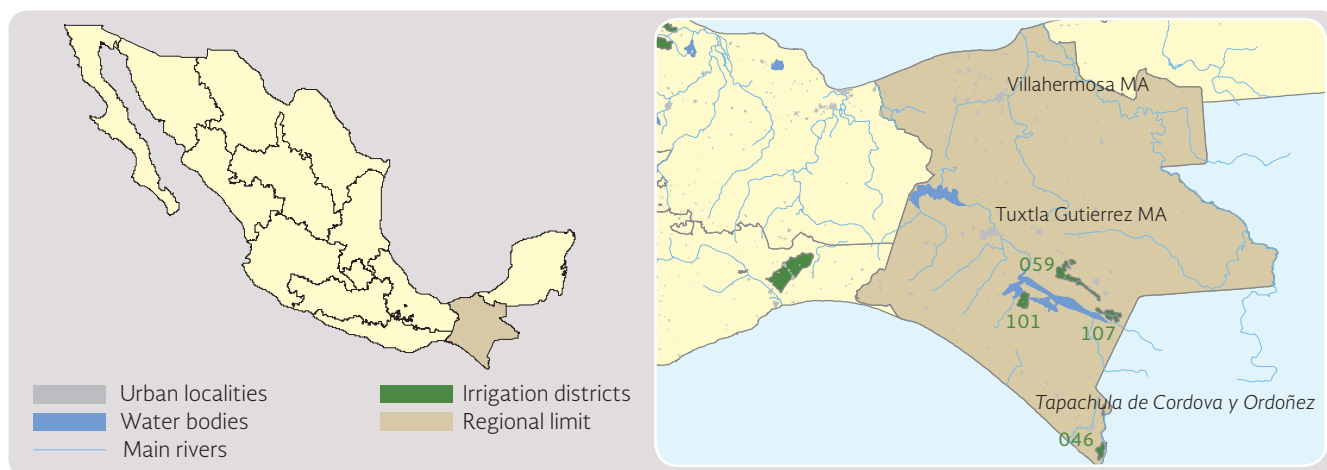 Villahermosa MA
Tuxtla Gutierrez MA
059
101
107
Tapachula de Cordova y Ordoñez
046
Urban localities
Water bodies
Main rivers
Irrigation districts
Regional limit